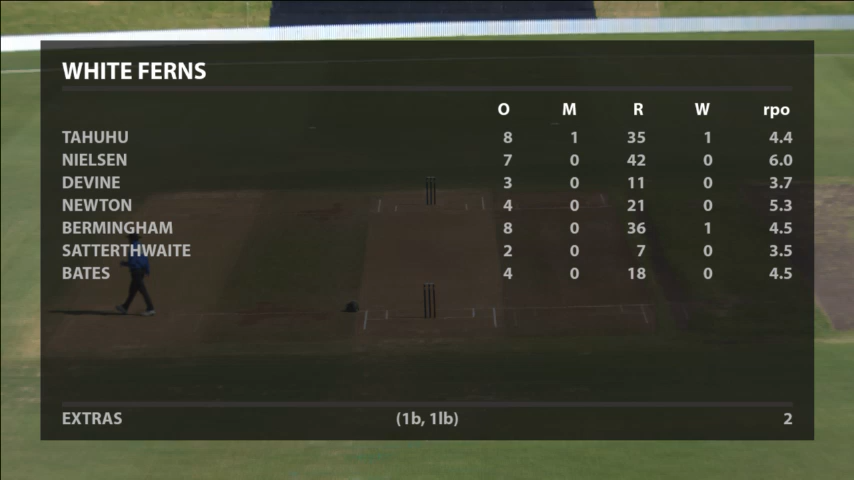 WHITE FERNS
O M R W rpo
TAHUHU 8 1 35 1 4.4
NIELSEN 7 0 42 0 6.0
DEVINE 3 0 11 0 3.7
NEWTON 4 0 21 0 5.3
BERMINGHAM 8 0 36 1 4.5
SATTERTHWAITE 2 0 7 0 3.5
BATES 4 0 18 0 4.5
EXTRAS (1b, 1lb) 2